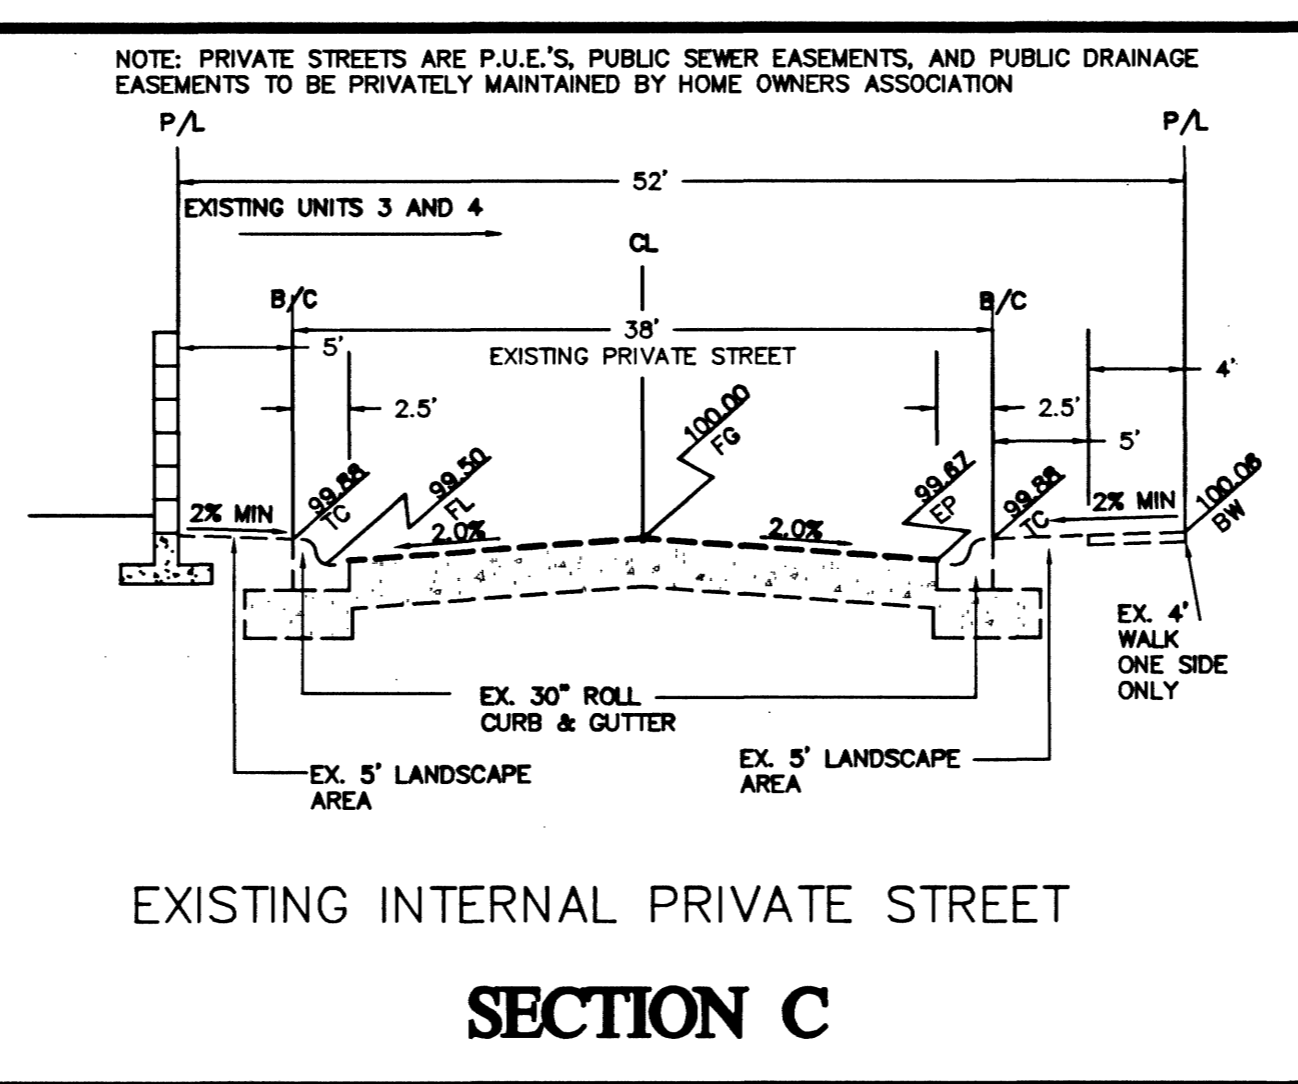 NOTE: PRIVATE STREETS ARE P.U.E.'S, PUBLIC SEWER EASEMENTS, AND PUBLIC DRAINAGE
EASEMENTS TO BE PRIVATELY MAINTAINED BY HOME OWNERS ASSOCIATION
P/L
P/L
52'
EXISTING UNITS 3 AND 4
CL
B/C
B/C
38'
EXISTING PRIVATE STREET
5'
4'
2.5'
2.5'
5'
99.88
TC
99.50
FL
100.00
FG
99.67
EP
99.88
TC
100.06
BW
2% MIN
2.0%
2.0%
2% MIN
EX. 4'
WALK
ONE SIDE
ONLY
EX. 30" ROLL
CURB & GUTTER
EX. 5' LANDSCAPE
AREA
EX. 5' LANDSCAPE
AREA
EXISTING INTERNAL PRIVATE STREET
SECTION C